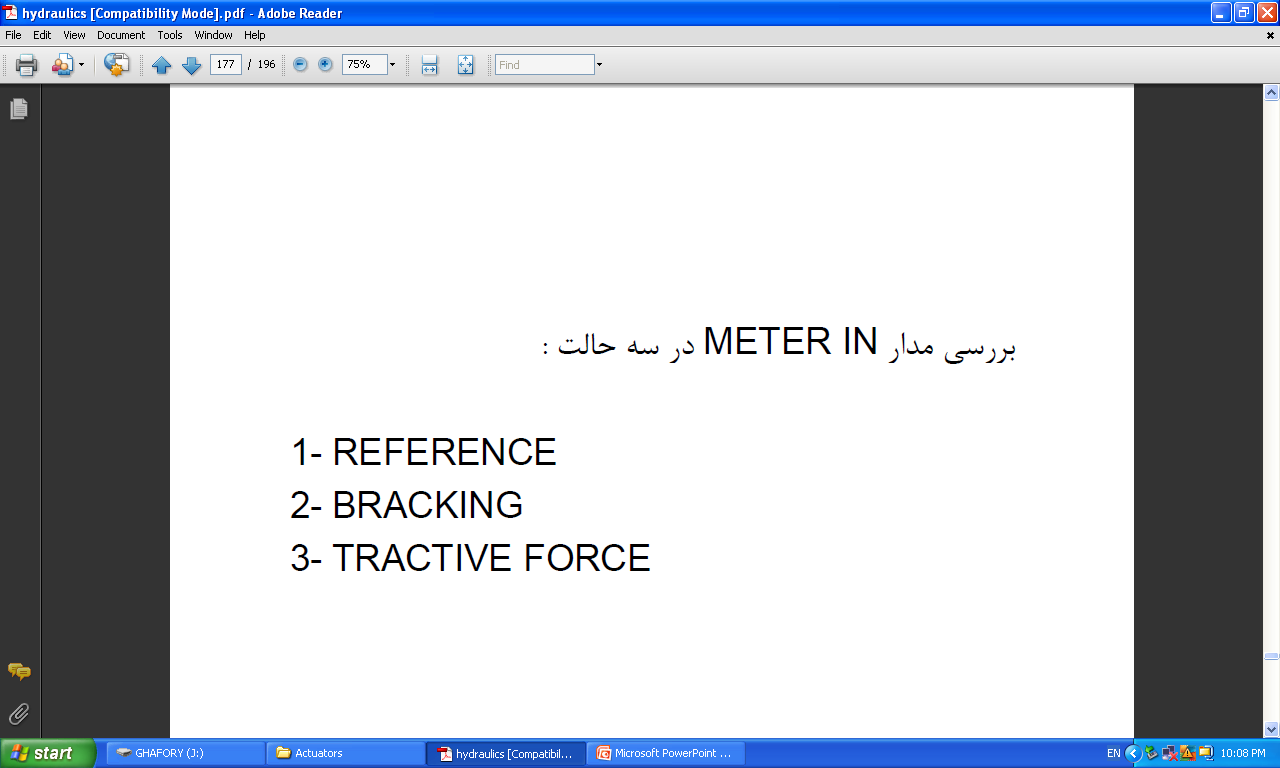 hydraulics [Compatibility Mode].pdf - Adobe Reader
File Edit View Document Tools Window Help
177 / 196 75% Find
بررسی مدار METER IN در سه حالت :
1- REFERENCE
2- BRACKING
3- TRACTIVE FORCE
start GHAFORY (J:) Actuators hydraulics [Compatibil... Microsoft PowerPoint ... EN 10:08 PM